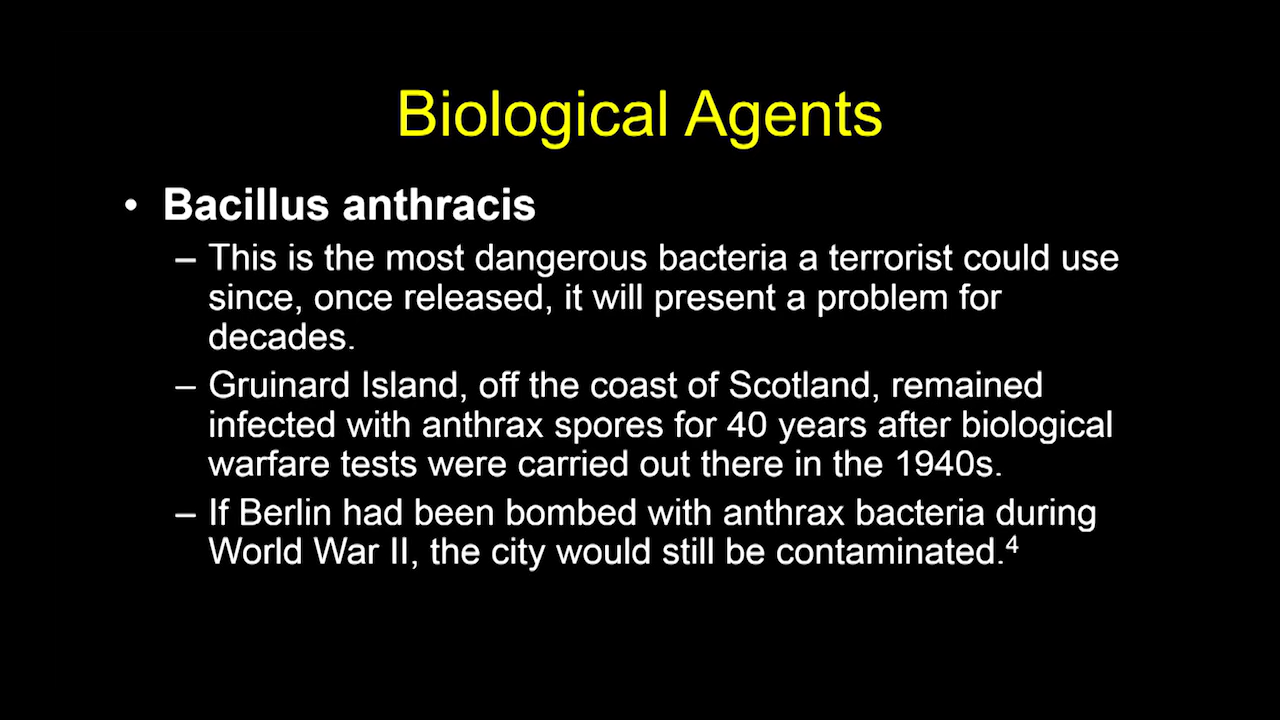 Biological Agents
• Bacillus anthracis
– This is the most dangerous bacteria a terrorist could use
since, once released, it will present a problem for
decades.
– Gruinard Island, off the coast of Scotland, remained
infected with anthrax spores for 40 years after biological
warfare tests were carried out there in the 1940s.
– If Berlin had been bombed with anthrax bacteria during
World War II, the city would still be contaminated.⁴